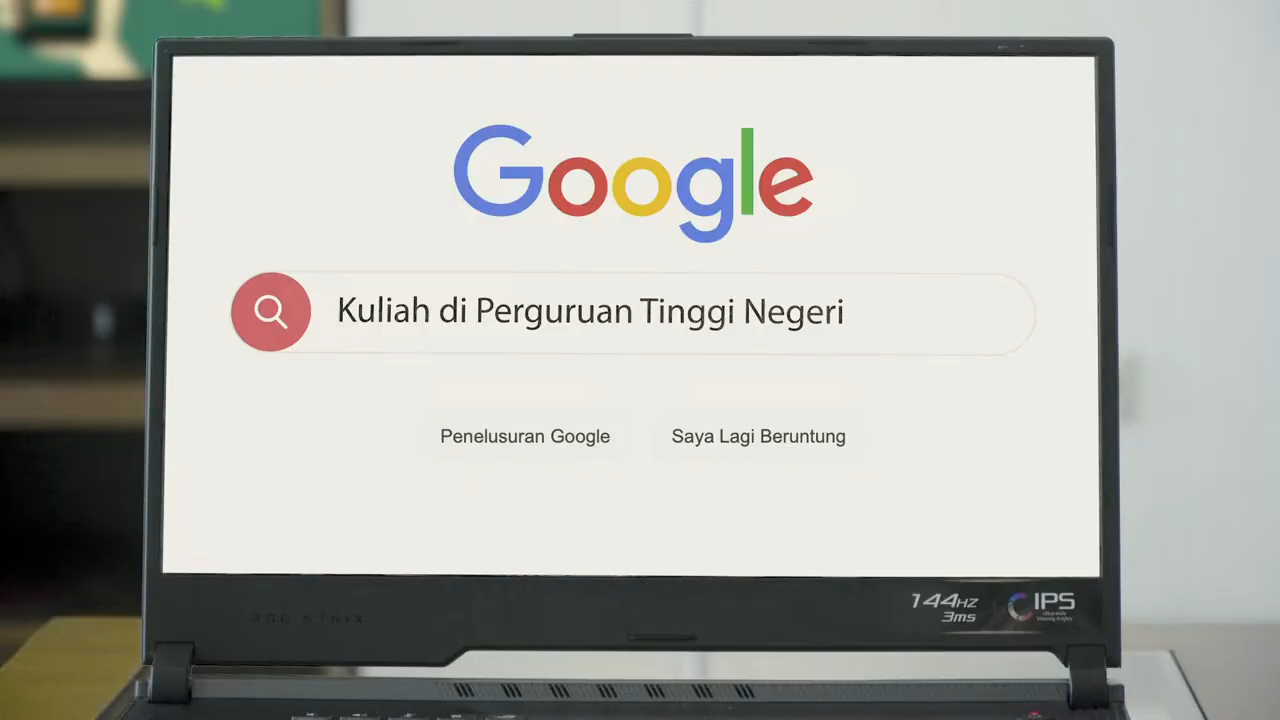 Google
Kuliah di Perguruan Tinggi Negeri
Penelusuran Google
Saya Lagi Beruntung
144HZ
3ms
IPS